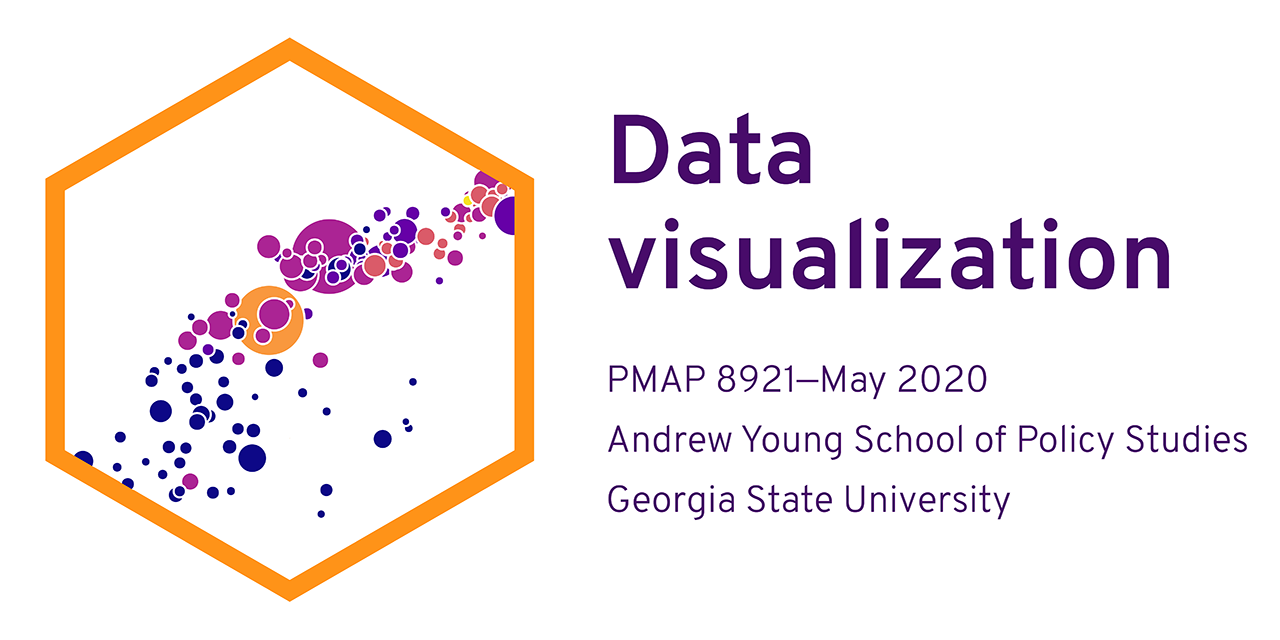 Data
visualization
PMAP 8921—May 2020
Andrew Young School of Policy Studies
Georgia State University